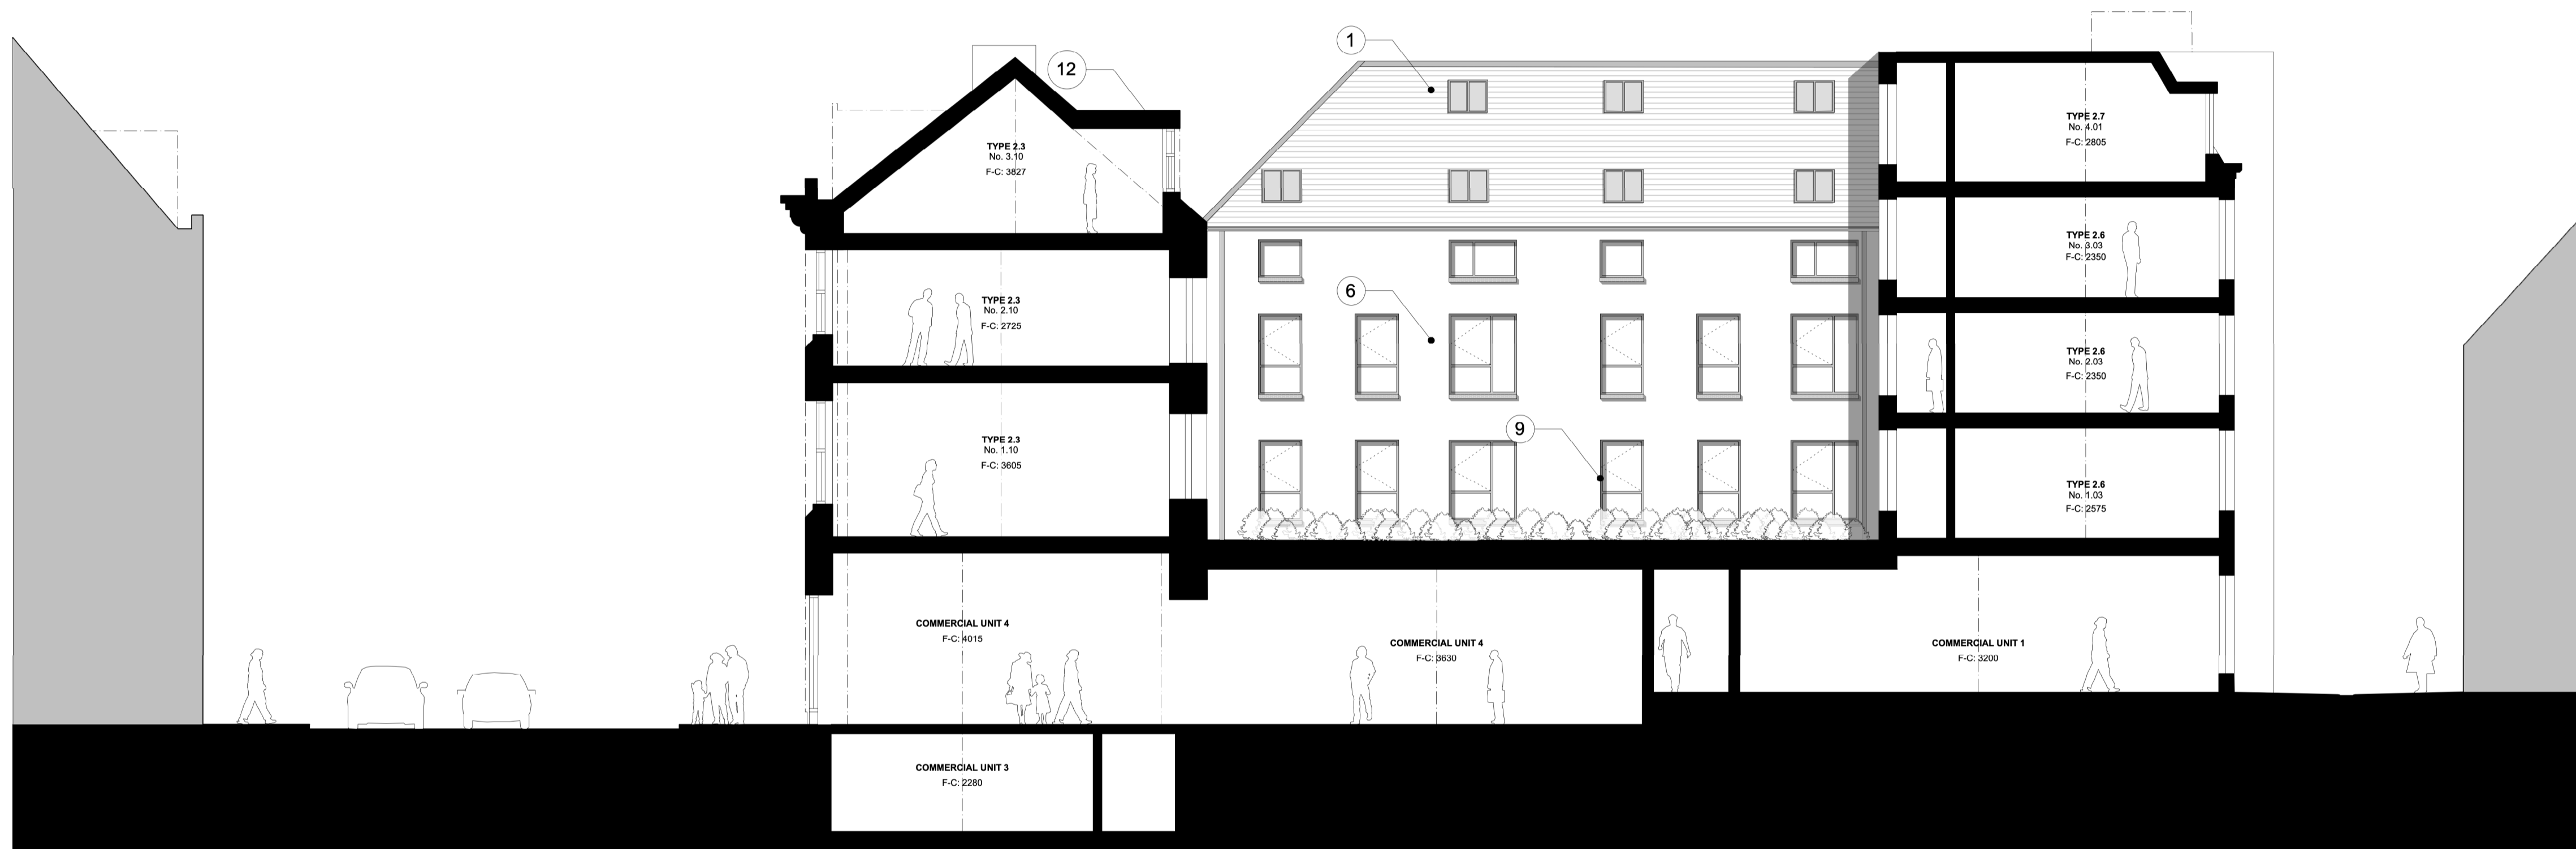 1
12
TYPE 2.3
No. 3.10
F-C: 3827
TYPE 2.7
No. 4.01
F-C: 2805
TYPE 2.3
No. 2.10
F-C: 2725
6
TYPE 2.6
No. 3.03
F-C: 2350
TYPE 2.6
No. 2.03
F-C: 2350
TYPE 2.3
No. 1.10
F-C: 3605
9
TYPE 2.6
No. 1.03
F-C: 2575
COMMERCIAL UNIT 4
F-C: 4015
COMMERCIAL UNIT 4
F-C: 3630
COMMERCIAL UNIT 1
F-C: 3200
COMMERCIAL UNIT 3
F-C: 2280